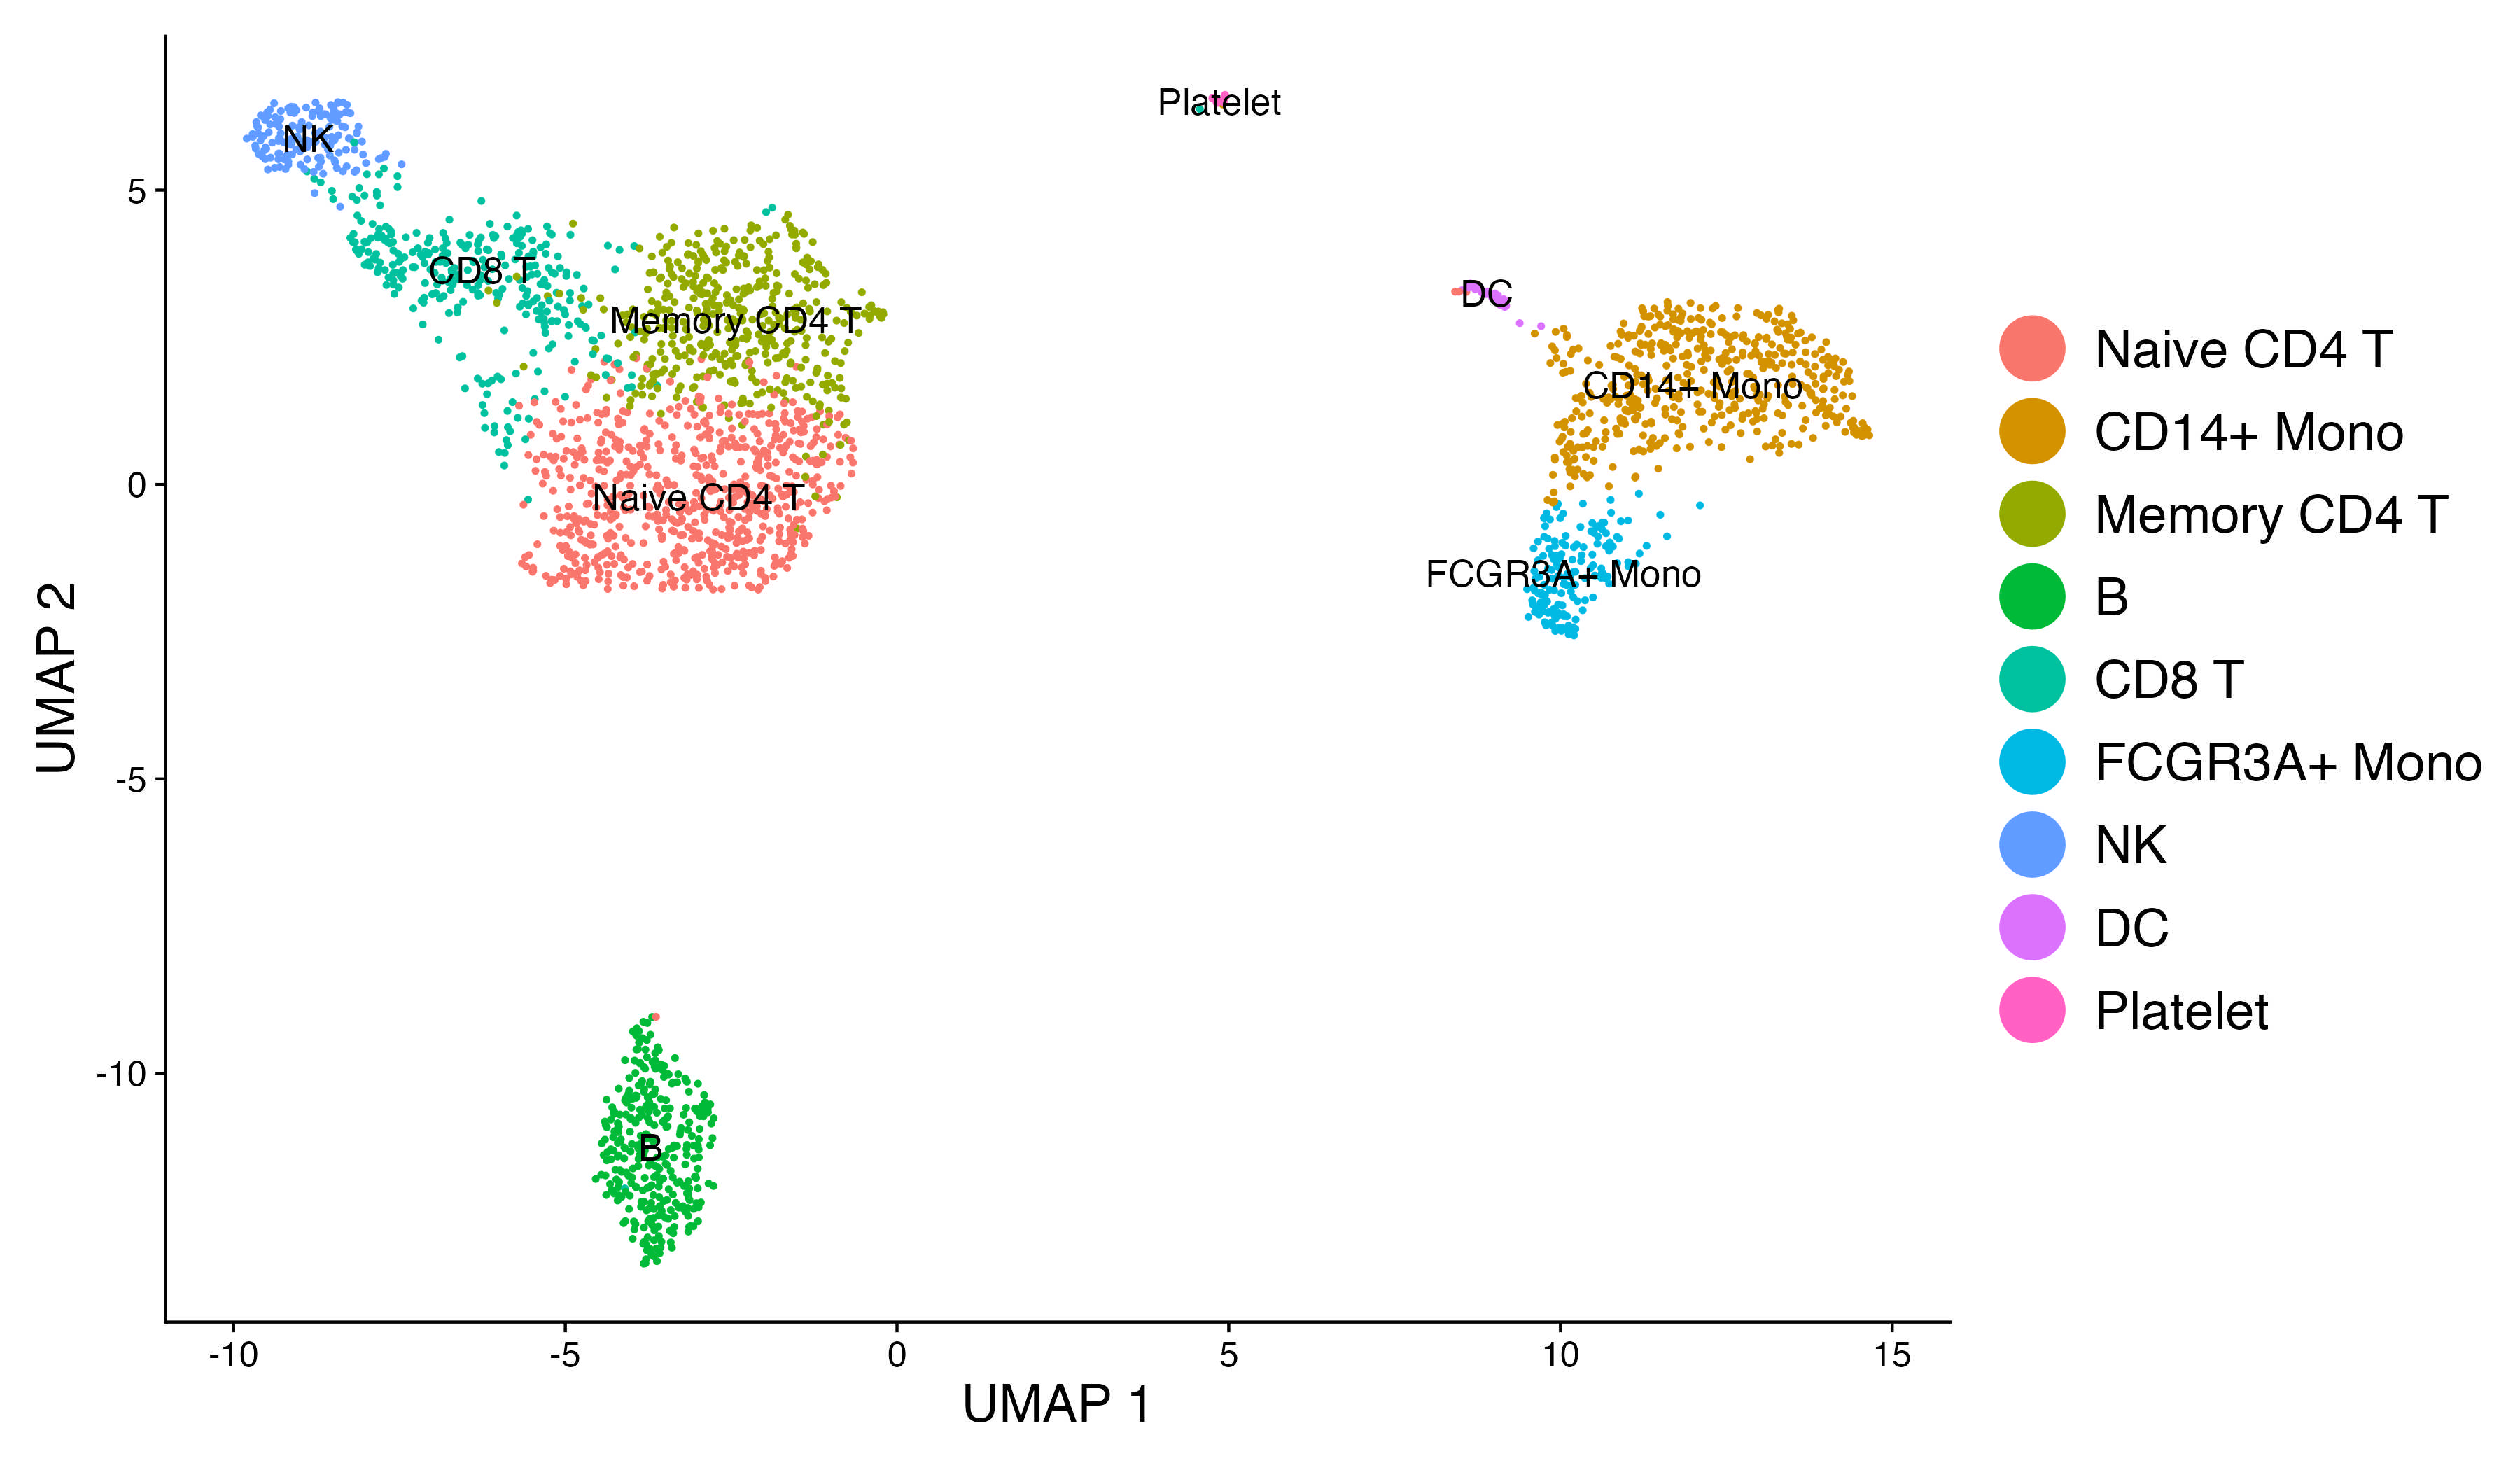 Platelet
NK
5
CD8 T
DC
Memory CD4 T
CD14+ Mono
0
Naive CD4 T
FCGR3A+ Mono
-5
-10
B
UMAP 2
-10
-5
0
5
10
15
UMAP 1
Naive CD4 T
CD14+ Mono
Memory CD4 T
B
CD8 T
FCGR3A+ Mono
NK
DC
Platelet